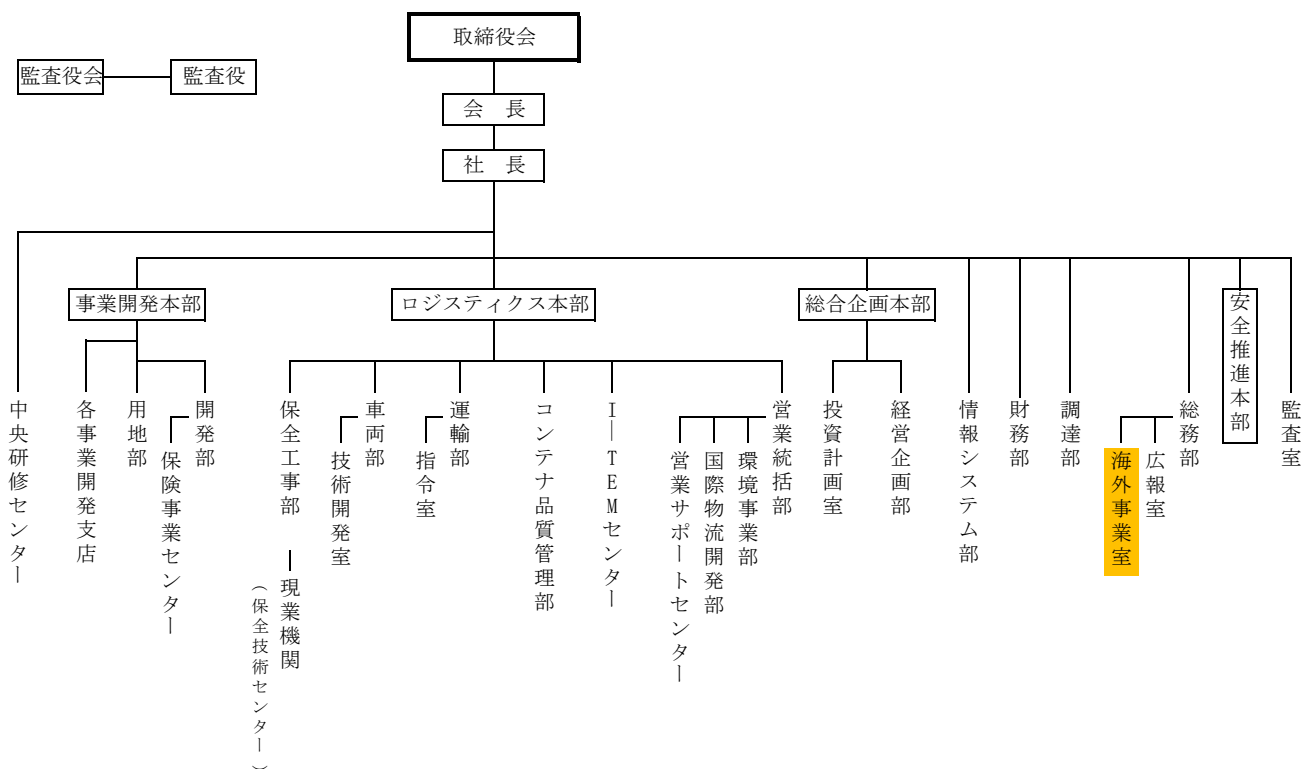 取締役会
監査役会
監査役
会　長
社　長
事業開発本部
ロジスティクス本部
総合企画本部
安全推進本部
中央研修センター
各事業開発支店
用地部
開発部
保険事業センター
保全工事部
現業機関
（保全技術センター）
車両部
技術開発室
運輸部
指令室
コンテナ品質管理部
I―TEMセンター
営業統括部
環境事業部
国際物流開発部
営業サポートセンター
投資計画室
経営企画部
情報システム部
財務部
調達部
総務部
広報室
海外事業室
監査室